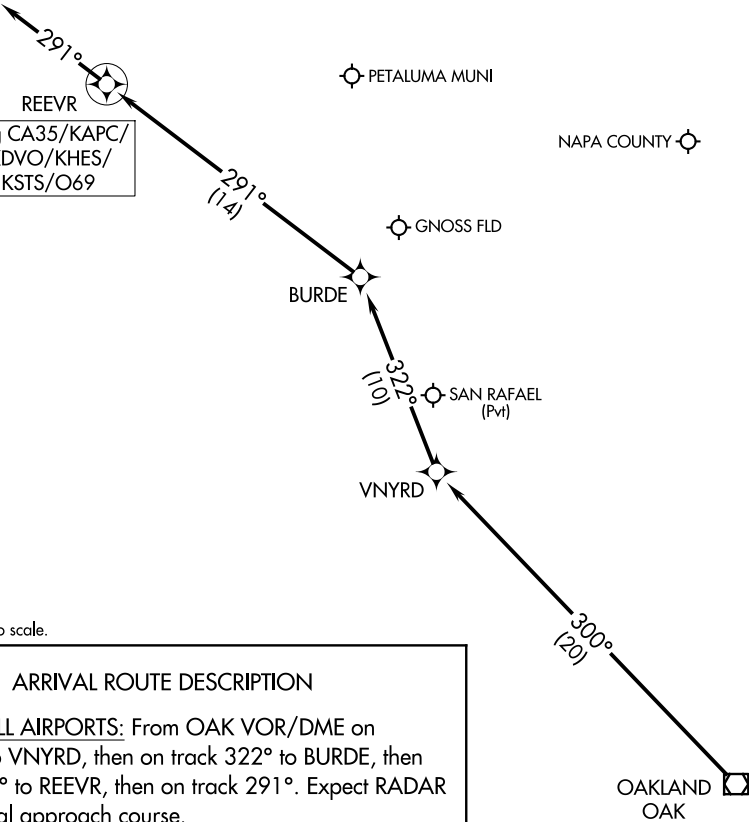 291°
PETALUMA MUNI
REEVR
CA35/KAPC/
DVO/KHES/
KSTS/O69
NAPA COUNTY
291°
(14)
GNOSS FLD
BURDE
322°
(10)
SAN RAFAEL
(Pvt)
VNYRD
300°
(20)
scale.
ARRIVAL ROUTE DESCRIPTION
AIRPORTS: From OAK VOR/DME on
VNYRD, then on track 322° to BURDE, then
° to REEVR, then on track 291°. Expect RADAR
approach course.
OAKLAND
OAK